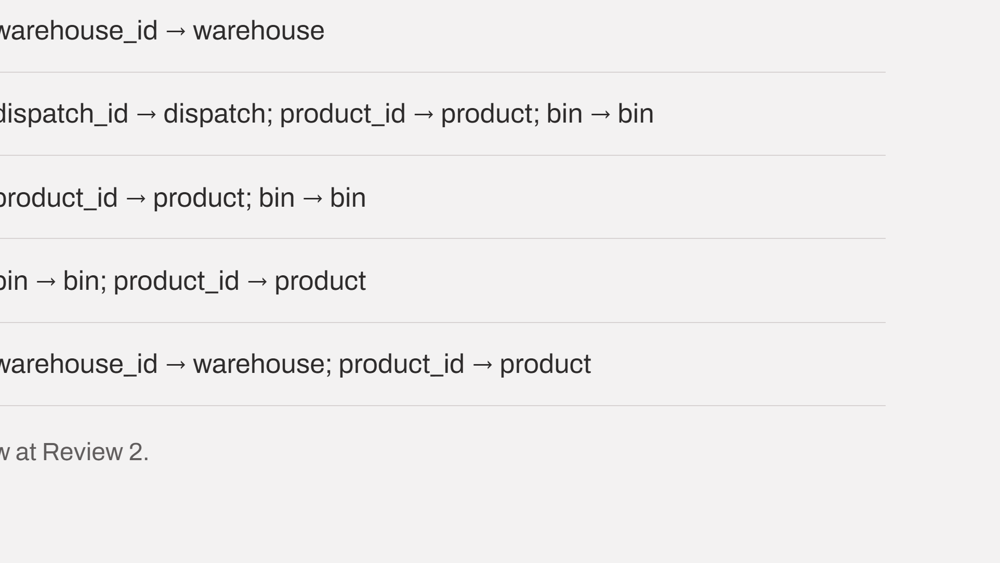 warehouse_id → warehouse
dispatch_id → dispatch; product_id → product; bin → bin
product_id → product; bin → bin
bin → bin; product_id → product
warehouse_id → warehouse; product_id → product
at Review 2.